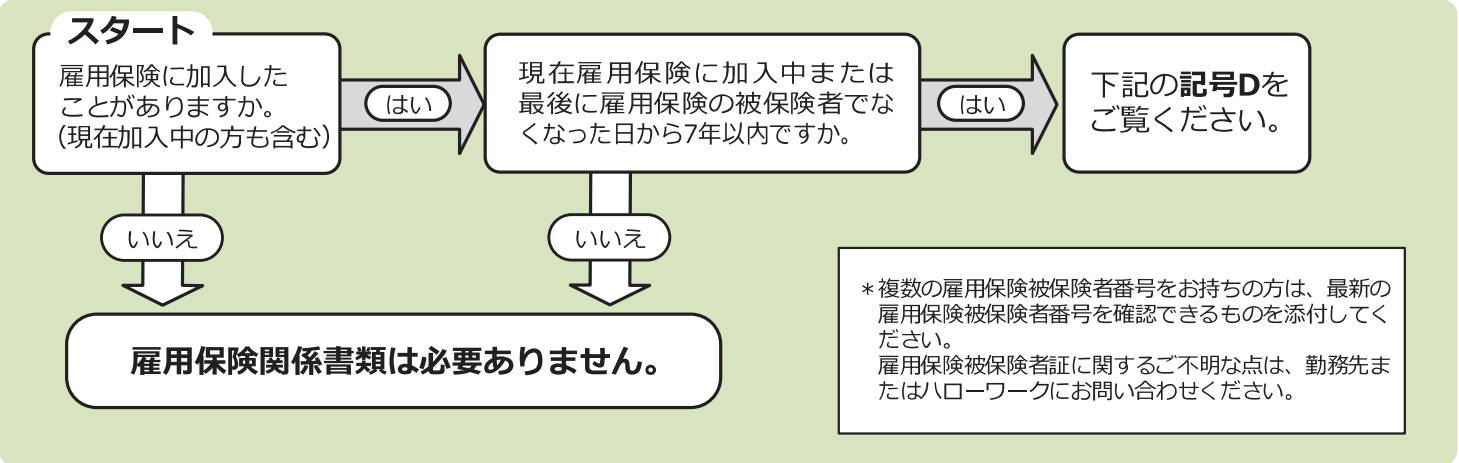 スタート
雇用保険に加入した
ことがありますか。
（現在加入中の方も含む）
はい
現在雇用保険に加入中または
最後に雇用保険の被保険者でな
くなった日から7年以内ですか。
はい
下記の記号Dを
ご覧ください。
いいえ
いいえ
雇用保険関係書類は必要ありません。
＊複数の雇用保険被保険者番号をお持ちの方は、最新の
雇用保険被保険者番号を確認できるものを添付してく
ださい。
雇用保険被保険者証に関するご不明な点は、勤務先ま
たはハローワークにお問い合わせください。